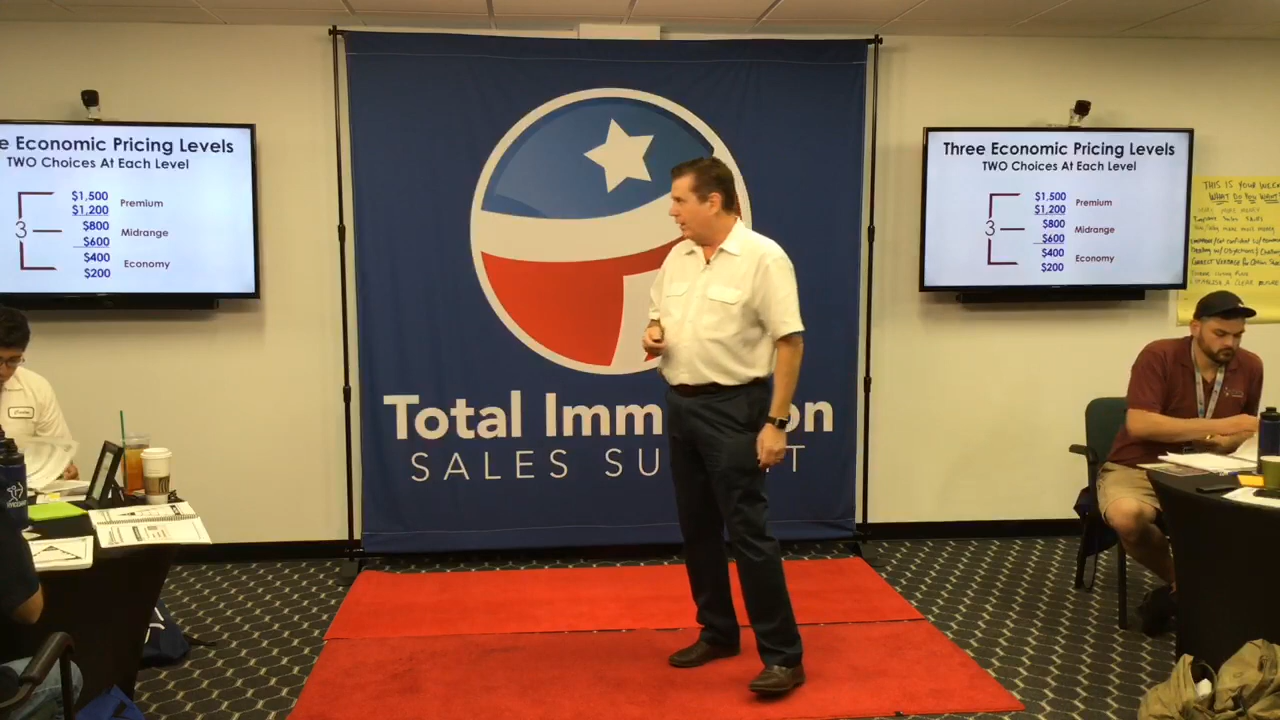 e Economic Pricing Levels
TWO Choices At Each Level
$1,500
$1,200
Premium
3
$800
$600
Midrange
$400
$200
Economy
Total Imm on
SALES SU T
Three Economic Pricing Levels
TWO Choices At Each Level
$1,500
$1,200
Premium
3
$800
$600
Midrange
$400
$200
Economy
THIS IS YOUR WEE
WHAT DO YOU WANT?